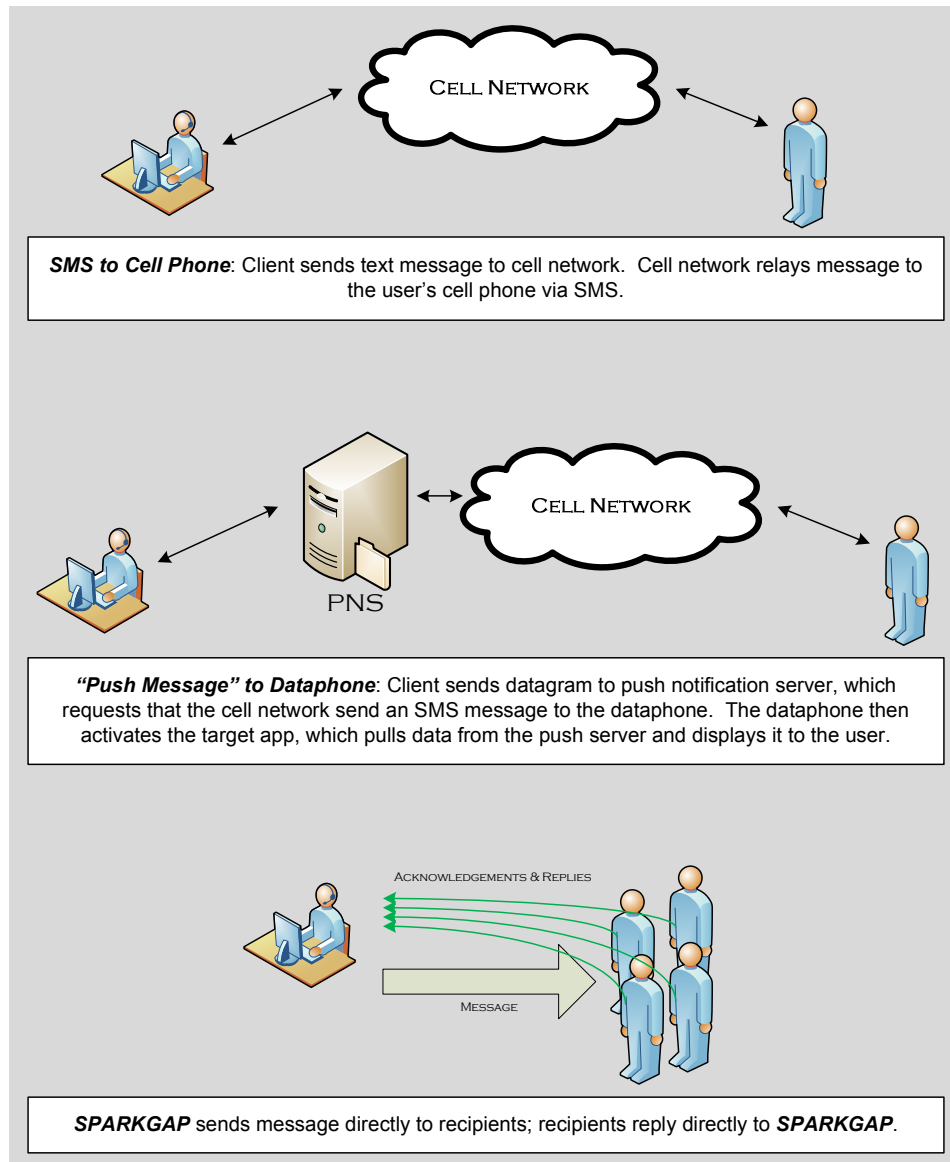 CELL NETWORK
SMS to Cell Phone: Client sends text message to cell network. Cell network relays message to
the user's cell phone via SMS.
CELL NETWORK
PNS
“Push Message” to Dataphone: Client sends datagram to push notification server, which
requests that the cell network send an SMS message to the dataphone. The dataphone then
activates the target app, which pulls data from the push server and displays it to the user.
ACKNOWLEDGEMENTS & REPLIES
MESSAGE
SPARKGAP sends message directly to recipients; recipients reply directly to SPARKGAP.